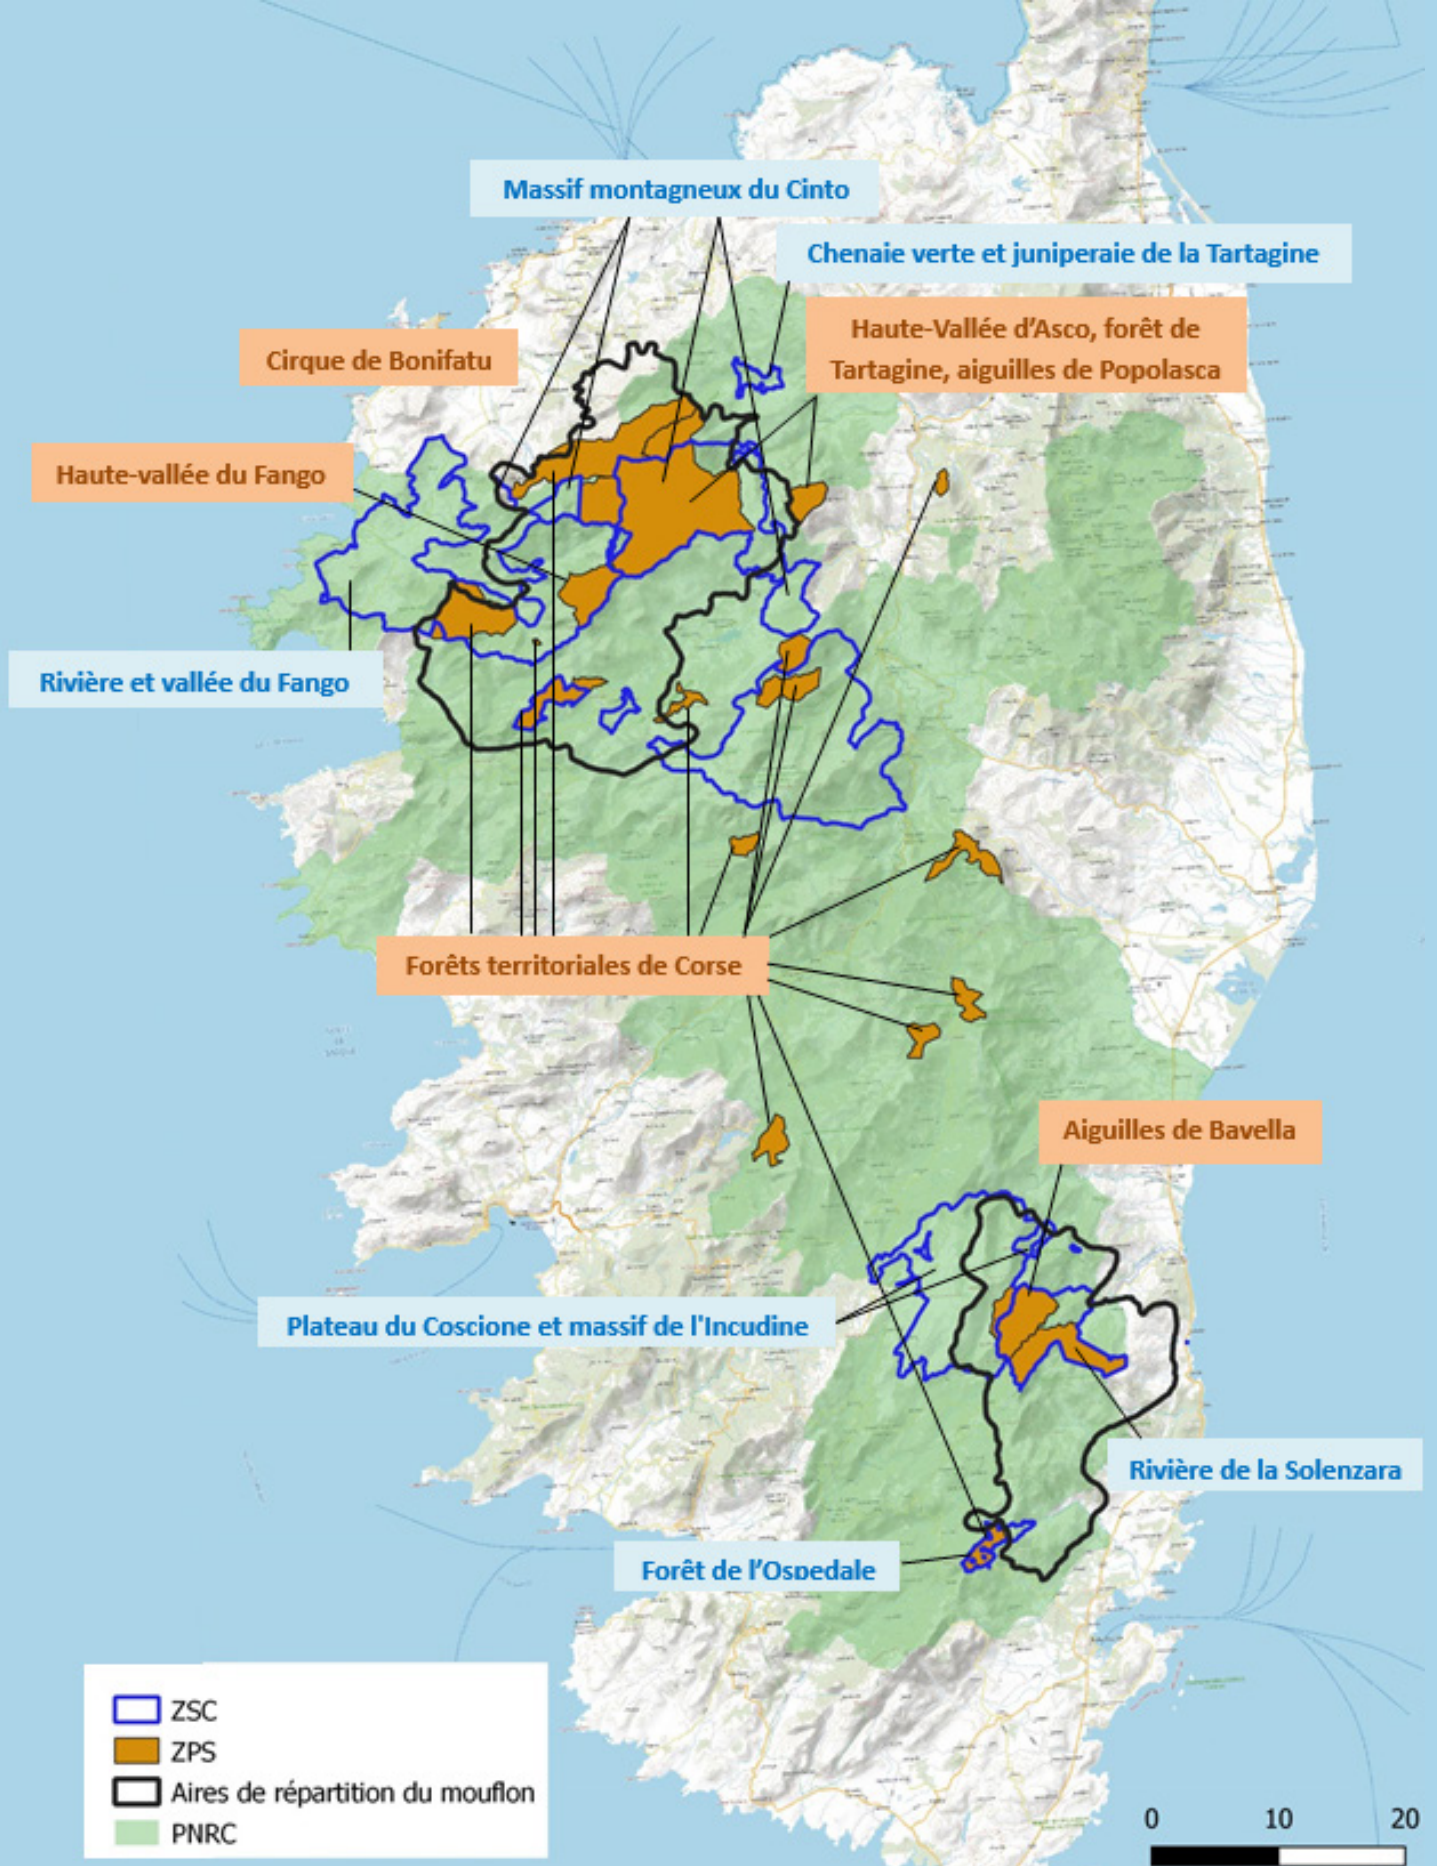 Massif montagneux du Cinto
Chenaie verte et juniperaie de la Tartagine
Haute-Vallée d'Asco, forêt de
Tartagine, aiguilles de Popolasca
Cirque de Bonifatu
Haute-vallée du Fango
Rivière et vallée du Fango
Forêts territoriales de Corse
Aiguilles de Bavella
Plateau du Coscione et massif de l'Incudine
Rivière de la Solenzara
Forêt de l'Ospedale
ZSC
ZPS
Aires de répartition du mouflon
PNRC
0 10 20